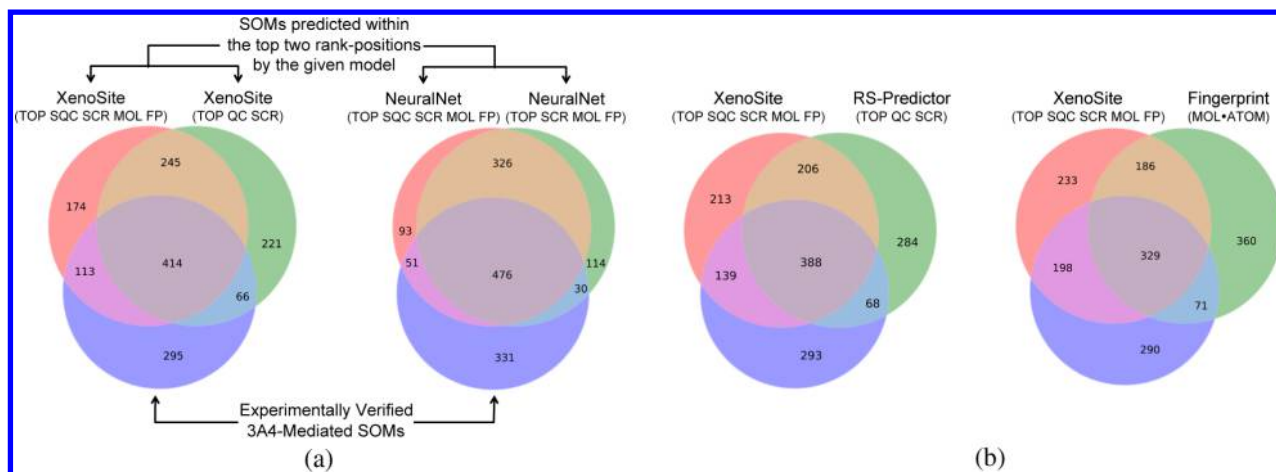 SOMs predicted within
the top two rank-positions
by the given model
XenoSite
(TOP SQC SCR MOL FP)
XenoSite
(TOP QC SCR)
245
174
221
113
414
66
295
NeuralNet
(TOP SQC SCR MOL FP)
NeuralNet
(TOP SCR MOL FP)
326
93
51
476
114
30
331
Experimentally Verified
3A4-Mediated SOMs
(a)
XenoSite
(TOP SQC SCR MOL FP)
RS-Predictor
(TOP QC SCR)
206
213
284
139
388
68
293
XenoSite
(TOP SQC SCR MOL FP)
Fingerprint
(MOL•ATOM)
186
233
360
198
329
71
290
(b)